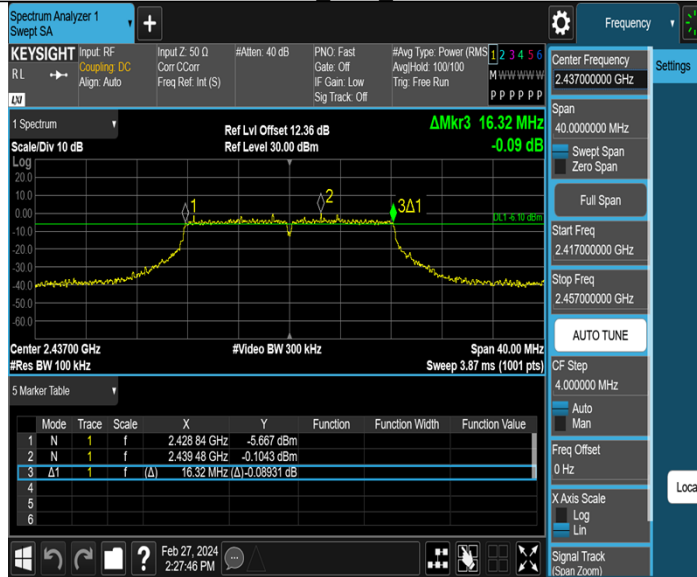 Spectrum Analyzer 1
Swept SA
KEYSIGHT
RL
LXI
Input: RF
Coupling: DC
Align: Auto
Input Z: 50 Ω
Corr CCorr
Freq Ref: Int (S)
#Atten: 40 dB
PNO: Fast
Gate: Off
IF Gain: Low
Sig Track: Off
#Avg Type: Power (RMS
Avg|Hold: 100/100
Trig: Free Run
1 2 3 4 5 6
M W W W W W
P P P P P P
1 Spectrum
Scale/Div 10 dB
Ref Lvl Offset 12.36 dB
Ref Level 30.00 dBm
ΔMkr3 16.32 MHz
-0.09 dB
Log
20.0
10.0
0.00
-10.0
-20.0
-30.0
-40.0
-50.0
-60.0
1
2
3Δ1
DL1 -6.10 dBm
Center 2.43700 GHz
#Video BW 300 kHz
Span 40.00 MHz
#Res BW 100 kHz
Sweep 3.87 ms (1001 pts)
5 Marker Table
Mode Trace Scale X Y Function Function Width Function Value
1 N 1 f 2.428 84 GHz -5.667 dBm
2 N 1 f 2.439 48 GHz -0.1043 dBm
3 Δ1 1 f (Δ) 16.32 MHz (Δ) -0.08931 dB
4
5
6
Feb 27, 2024
2:27:46 PM
Frequency
Settings
Center Frequency
2.437000000 GHz
Span
40.0000000 MHz
Swept Span
Zero Span
Full Span
Start Freq
2.417000000 GHz
Stop Freq
2.457000000 GHz
AUTO TUNE
CF Step
4.000000 MHz
Auto
Man
Freq Offset
0 Hz
X Axis Scale
Log
Lin
Signal Track
(Span Zoom)
Loca